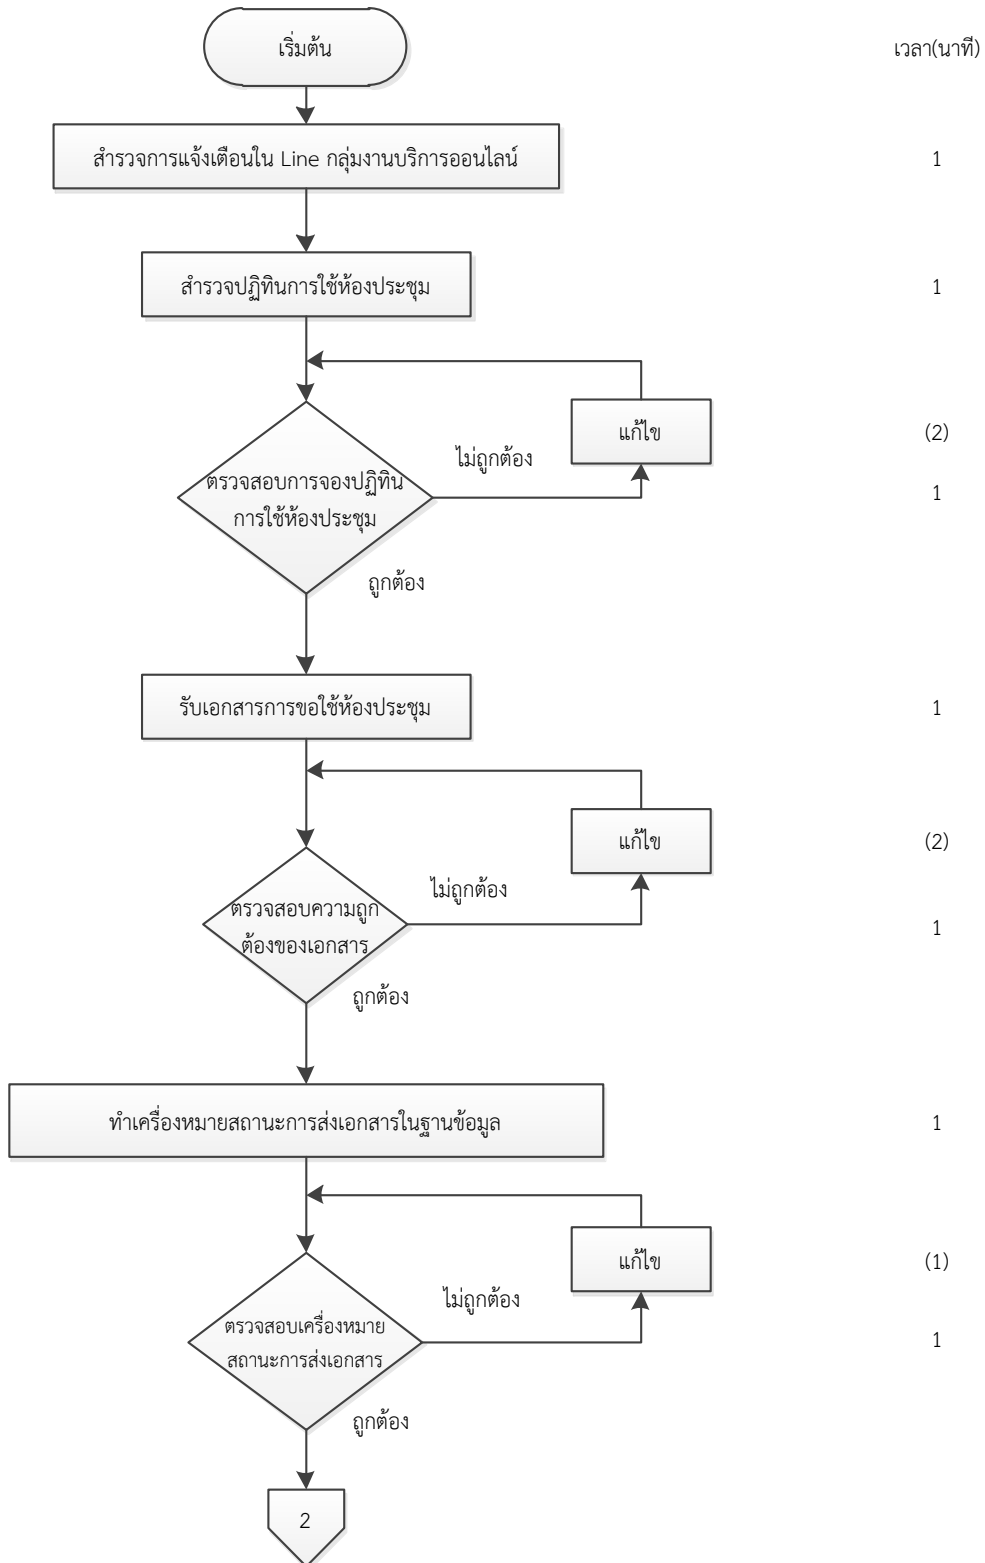 เริ่มต้น
เวลา(นาที)
สำรวจการแจ้งเตือนใน Line กลุ่มงานบริการออนไลน์
1
สำรวจปฏิทินการใช้ห้องประชุม
1
แก้ไข
(2)
ไม่ถูกต้อง
ตรวจสอบการจองปฏิทิน
การใช้ห้องประชุม
1
ถูกต้อง
รับเอกสารการขอใช้ห้องประชุม
1
แก้ไข
(2)
ไม่ถูกต้อง
ตรวจสอบความถูก
ต้องของเอกสาร
1
ถูกต้อง
ทำเครื่องหมายสถานะการส่งเอกสารในฐานข้อมูล
1
แก้ไข
(1)
ไม่ถูกต้อง
ตรวจสอบเครื่องหมาย
สถานะการส่งเอกสาร
1
ถูกต้อง
2